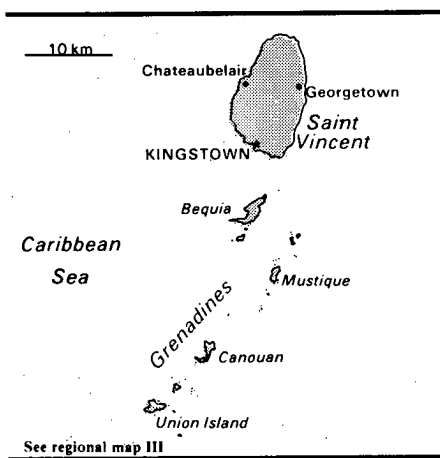 10 km
Chateaubelair
Georgetown
Saint
Vincent
KINGSTOWN
Bequia
Caribbean
Sea
Mustique
Grenadines
Canouan
Union Island
See regional map III